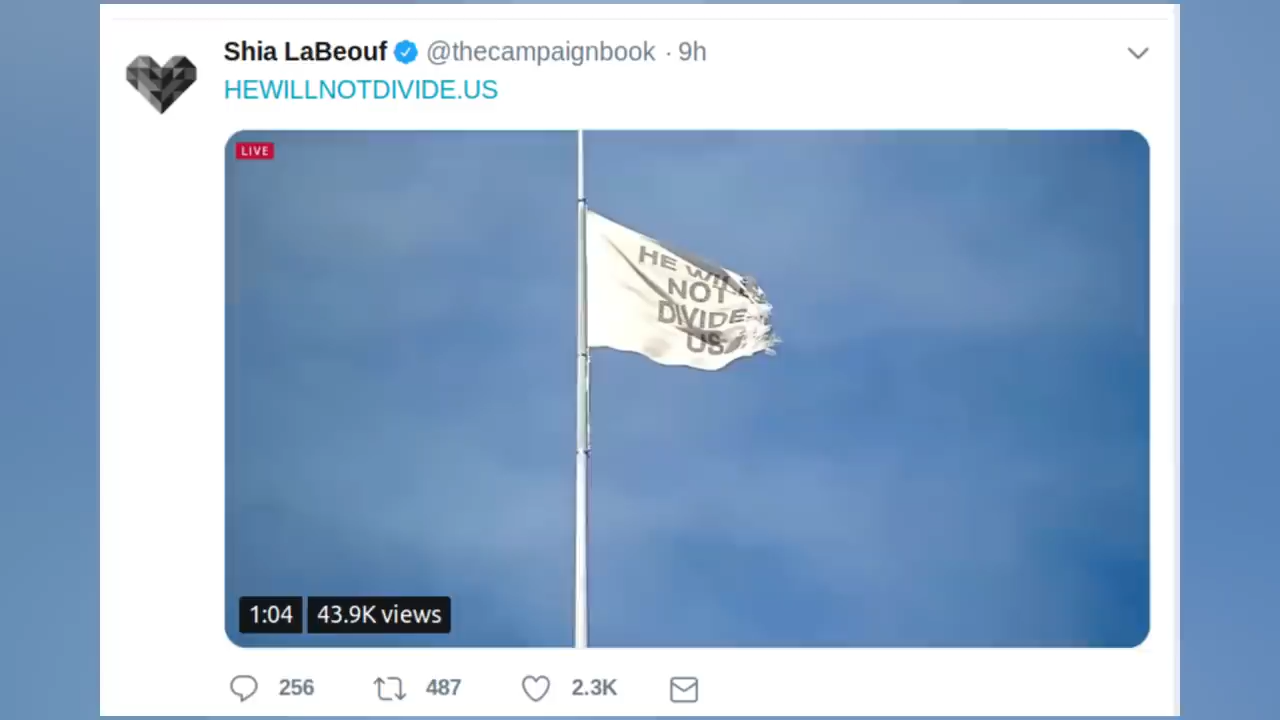 Shia LaBeouf @thecampaignbook · 9h
HEWILLNOTDIVIDE.US
LIVE
HE WILL
NOT
DIVIDE
US
1:04 43.9K views
256 487 2.3K